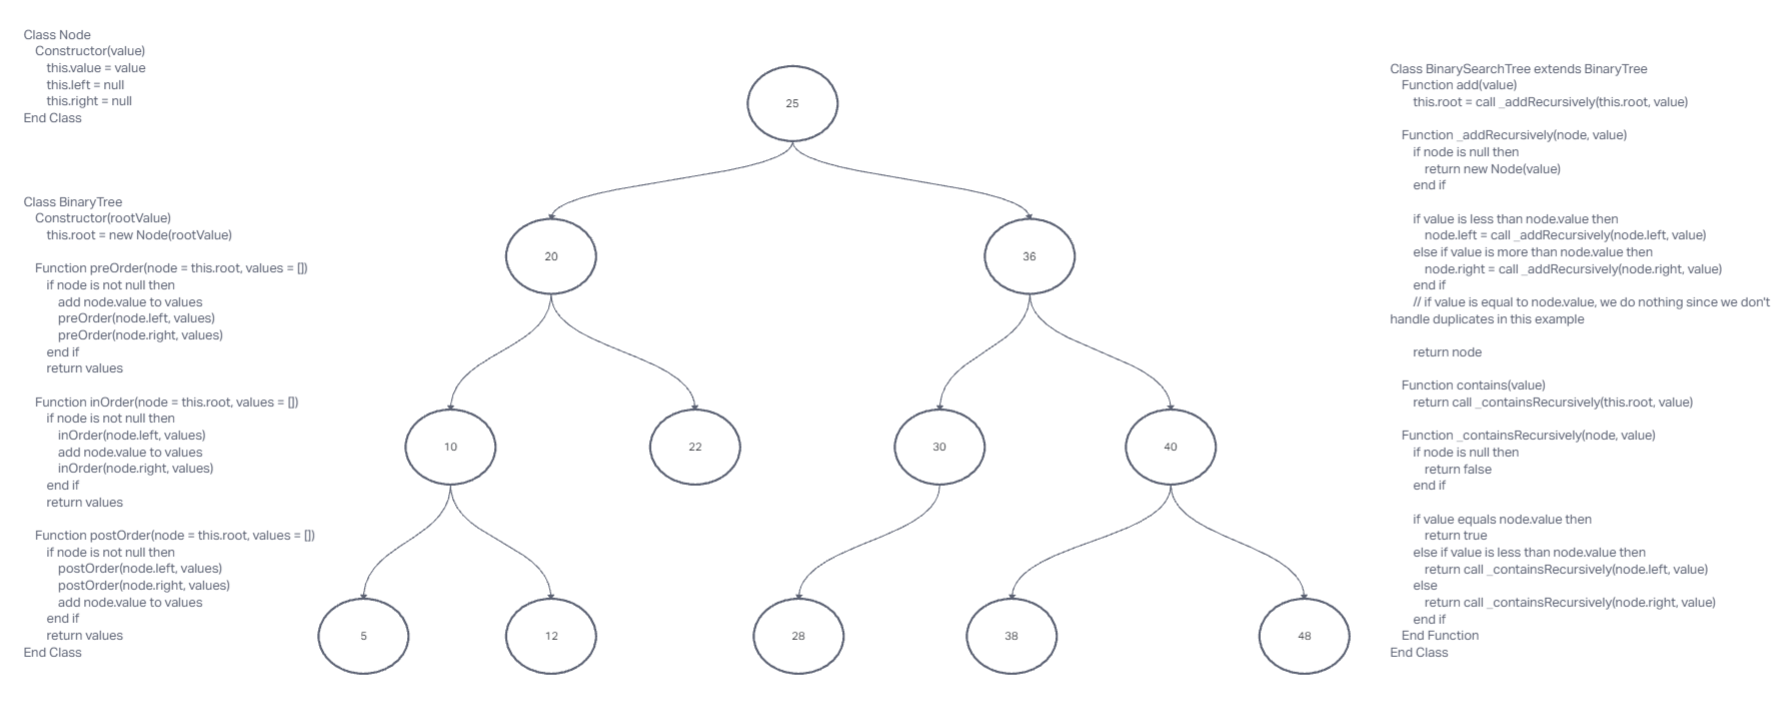 Class Node
Constructor(value)
this.value = value
this.left = null
this.right = null
End Class
Class BinaryTree
Constructor(rootValue)
this.root = new Node(rootValue)
Function preOrder(node = this.root, values = [])
if node is not null then
add node.value to values
preOrder(node.left, values)
preOrder(node.right, values)
end if
return values
Function inOrder(node = this.root, values = [])
if node is not null then
inOrder(node.left, values)
add node.value to values
inOrder(node.right, values)
end if
return values
Function postOrder(node = this.root, values = [])
if node is not null then
postOrder(node.left, values)
postOrder(node.right, values)
add node.value to values
end if
return values
End Class
25
20
36
10
22
30
40
5
12
28
38
48
Class BinarySearchTree extends BinaryTree
Function add(value)
this.root = call _addRecursively(this.root, value)
Function _addRecursively(node, value)
if node is null then
return new Node(value)
end if
if value is less than node.value then
node.left = call _addRecursively(node.left, value)
else if value is more than node.value then
node.right = call _addRecursively(node.right, value)
end if
// if value is equal to node.value, we do nothing since we don't
handle duplicates in this example
return node
Function contains(value)
return call _containsRecursively(this.root, value)
Function _containsRecursively(node, value)
if node is null then
return false
end if
if value equals node.value then
return true
else if value is less than node.value then
return call _containsRecursively(node.left, value)
else
return call _containsRecursively(node.right, value)
end if
End Function
End Class